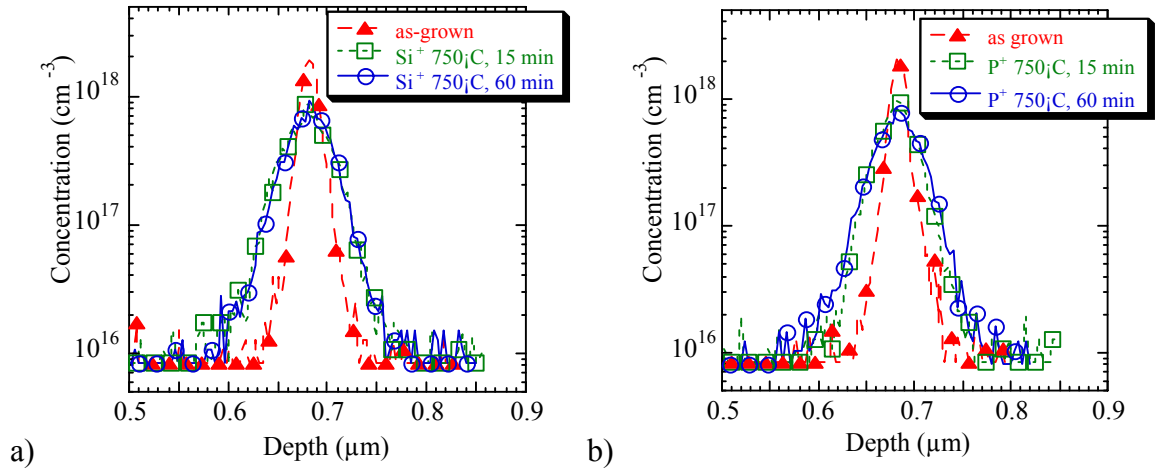 as-grown
Si+ 750¡C, 15 min
Si+ 750¡C, 60 min
Concentration (cm-3)
10^18
10^17
10^16
0.5 0.6 0.7 0.8 0.9
Depth (µm)
a)
as grown
P+ 750¡C, 15 min
P+ 750¡C, 60 min
Concentration (cm-3)
10^18
10^17
10^16
0.5 0.6 0.7 0.8 0.9
Depth (µm)
b)